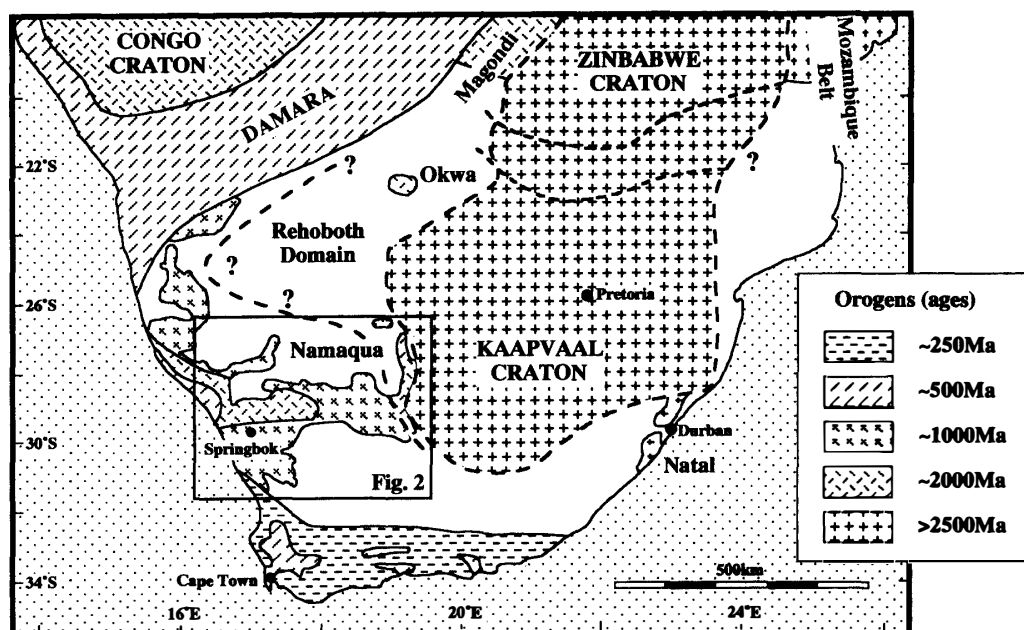 CONGO
CRATON
DAMARA
Magondi
ZINBABWE
CRATON
Mozambique
Belt
22°S
?
Okwa
?
Rehoboth
Domain
?
?
26°S
Pretoria
Namaqua
KAAPVAAL
CRATON
30°S
Springbok
Durban
Natal
Fig. 2
34°S
Cape Town
500km
16°E
20°E
24°E
Orogens (ages)
~250Ma
~500Ma
~1000Ma
~2000Ma
>2500Ma